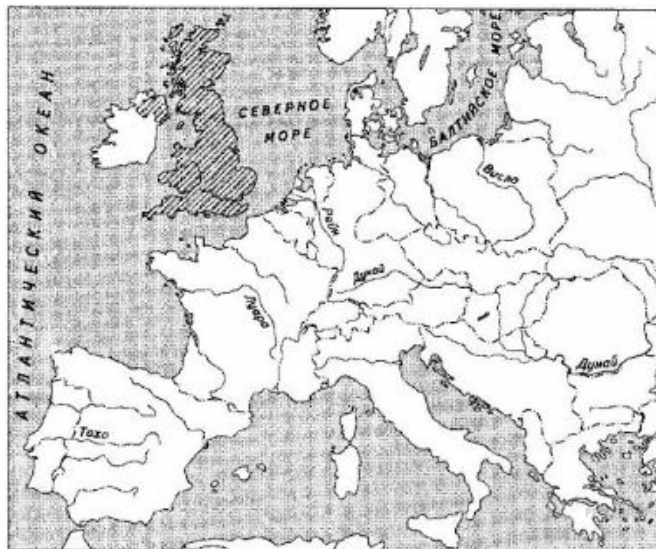 АТЛАНТИЧЕСКИЙ ОКЕАН
СЕВЕРНОЕ
МОРЕ
БАЛТИЙСКОЕ МОРЕ
Висла
Рейн
Дунай
Луара
Дунай
Тахо